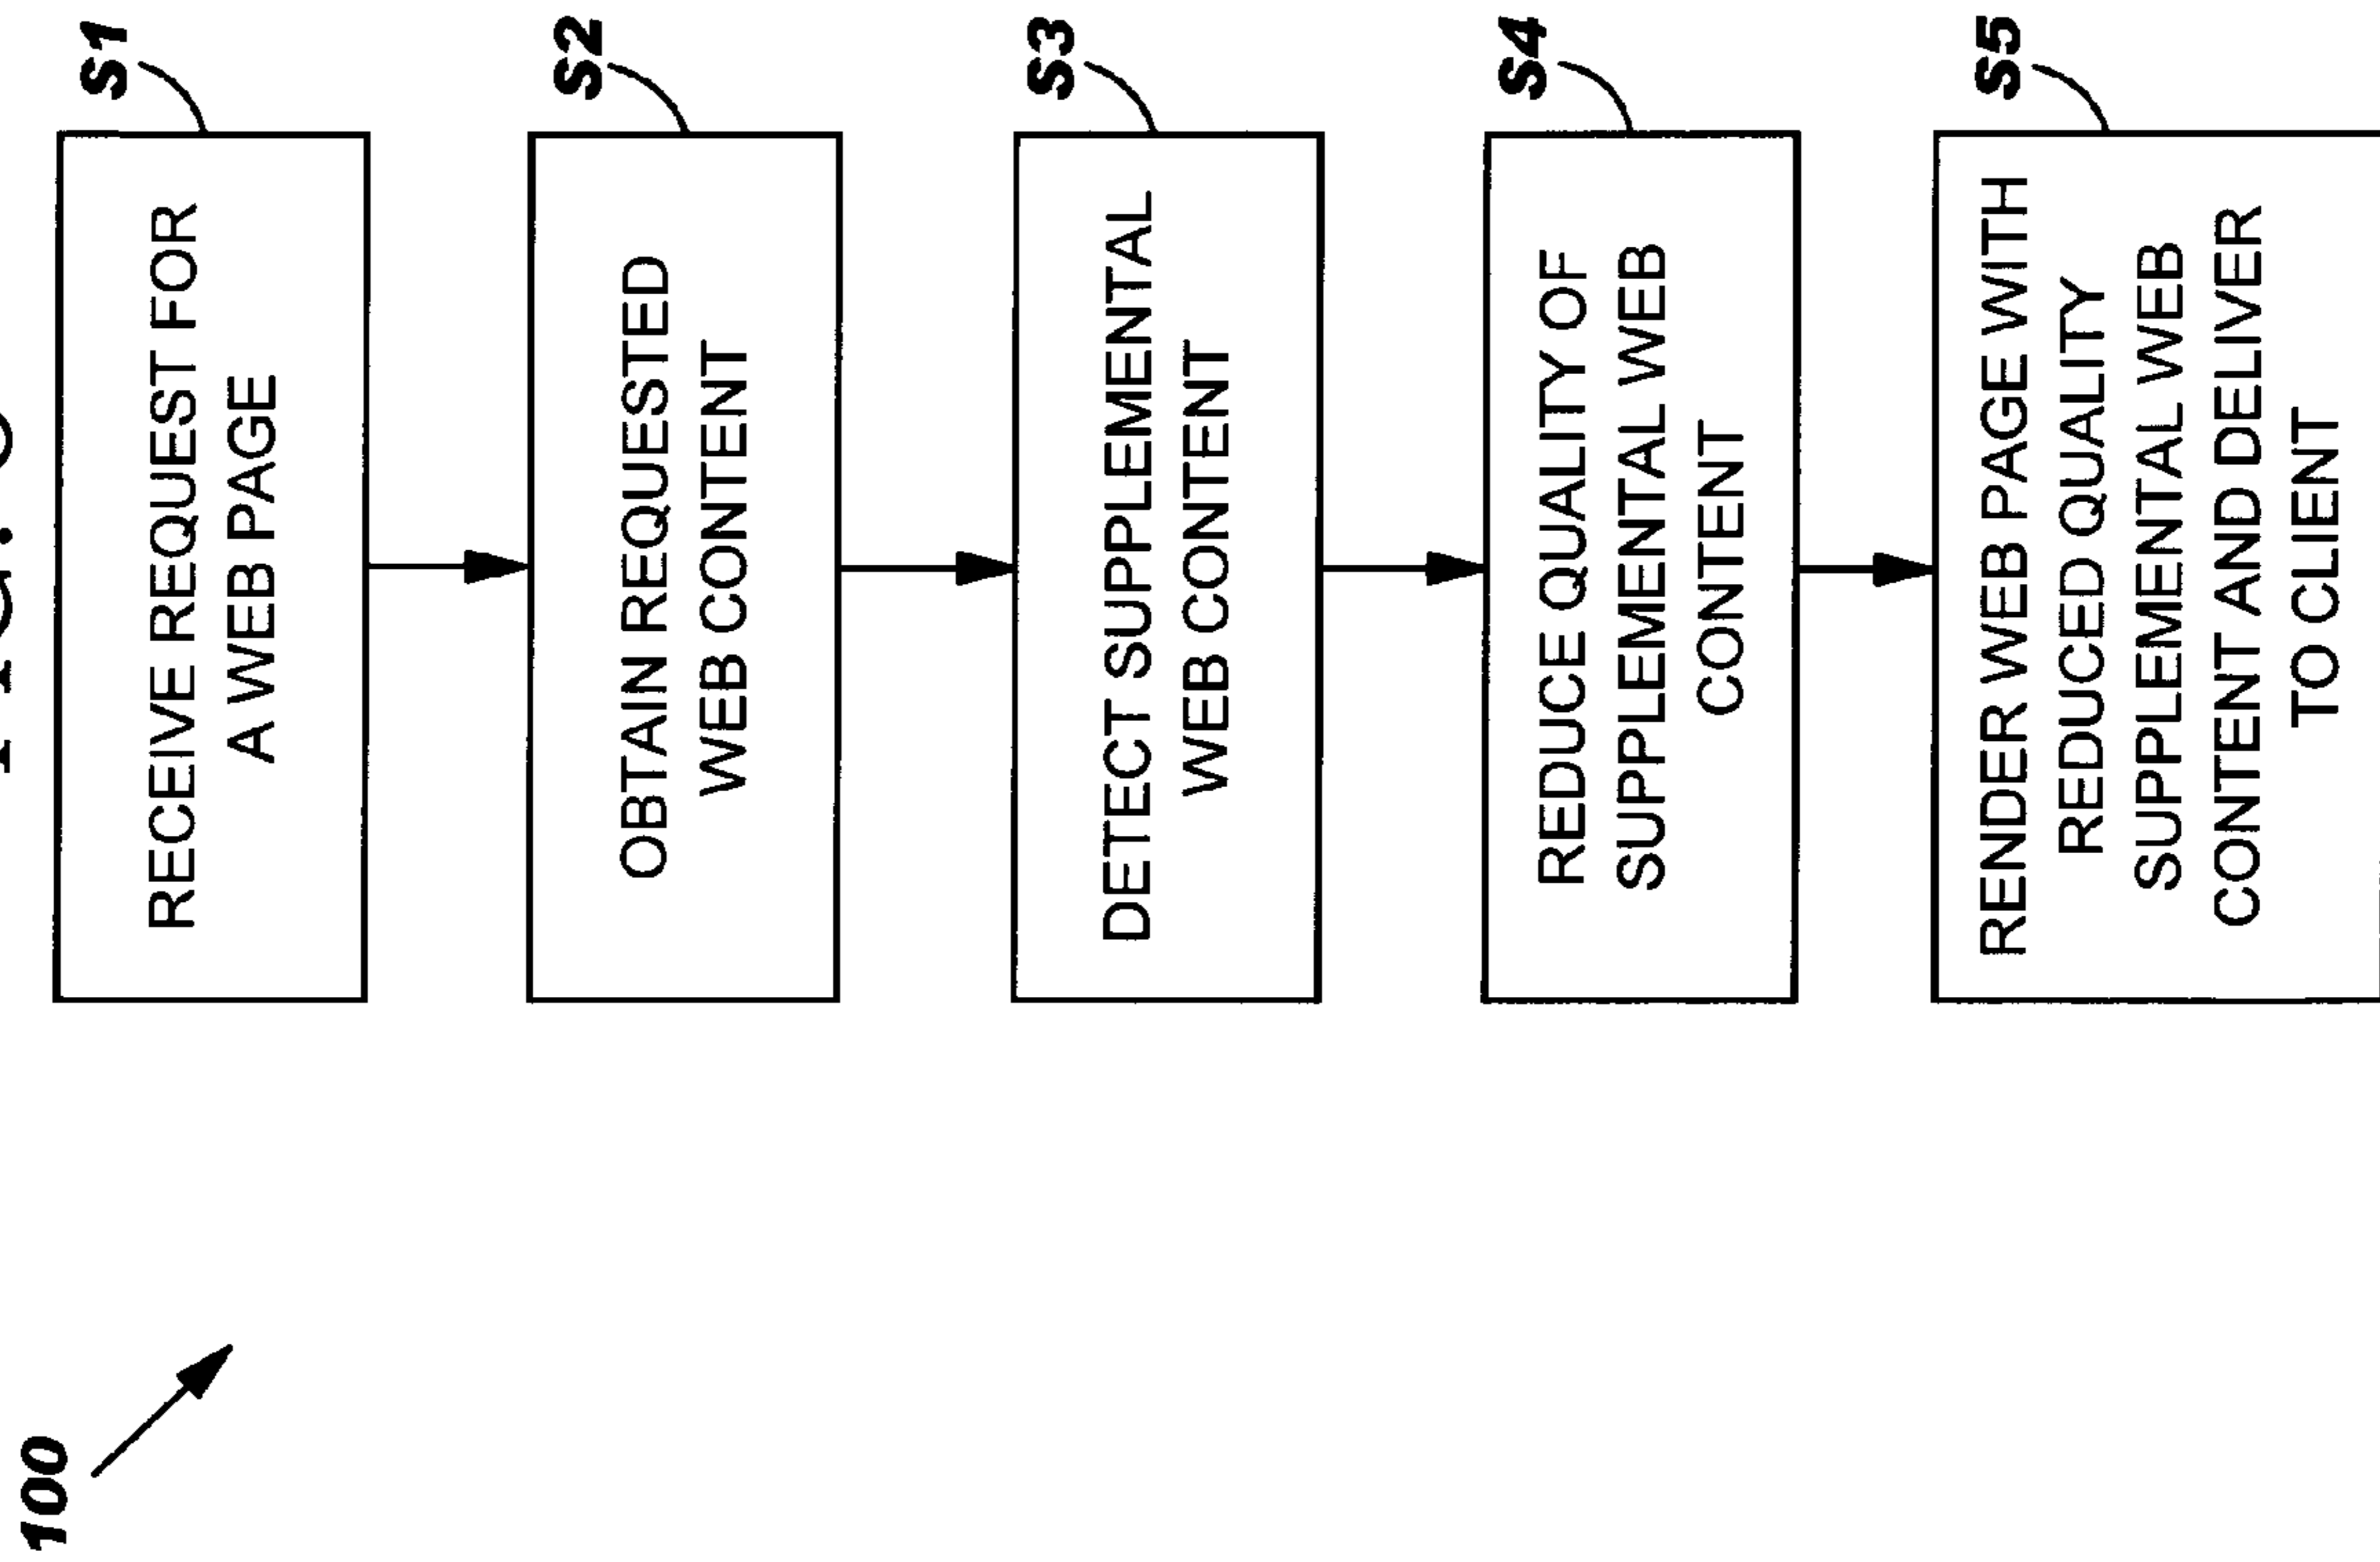 100
RECEIVE REQUEST FOR
A WEB PAGE
S1
OBTAIN REQUESTED
WEB CONTENT
S2
DETECT SUPPLEMENTAL
WEB CONTENT
S3
REDUCE QUALITY OF
SUPPLEMENTAL WEB
CONTENT
S4
RENDER WEB PAGE WITH
REDUCED QUALITY
SUPPLEMENTAL WEB
CONTENT AND DELIVER
TO CLIENT
S5